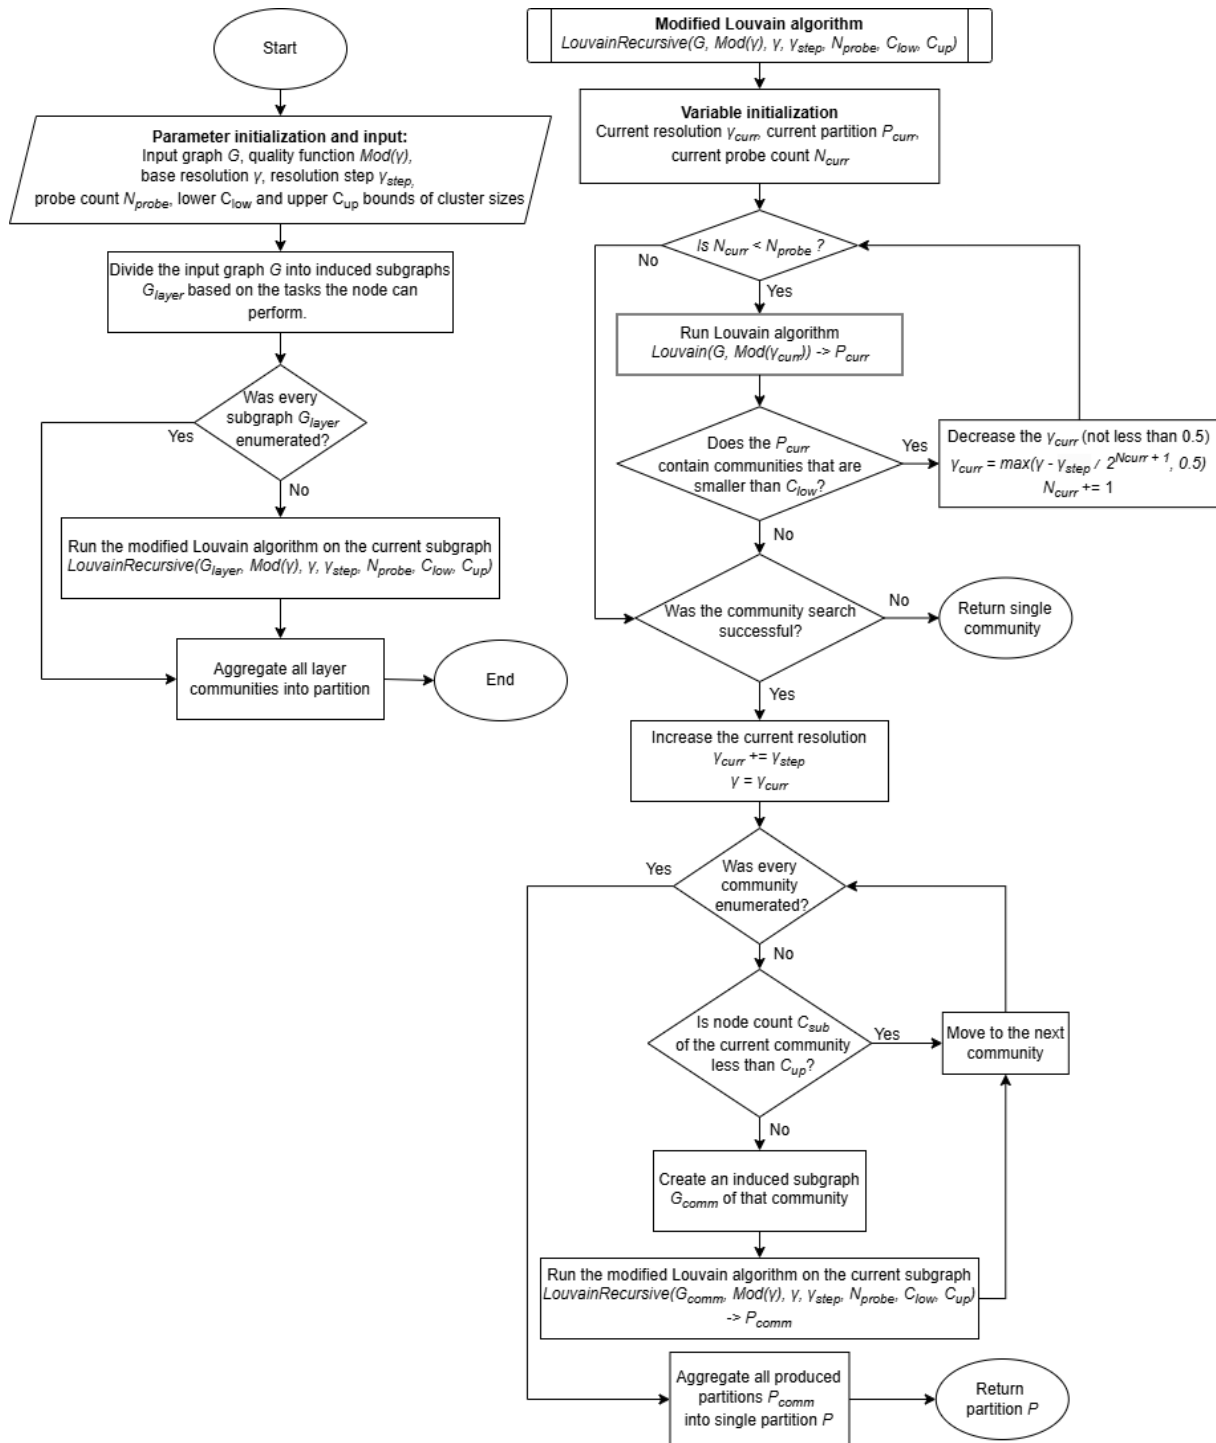 Start
Parameter initialization and input:
Input graph G, quality function Mod(γ),
base resolution γ, resolution step γstep,
probe count Nprobe, lower Clow and upper Cup bounds of cluster sizes
Divide the input graph G into induced subgraphs
Glayer based on the tasks the node can
perform.
Was every
subgraph Glayer
enumerated?
Yes
No
Run the modified Louvain algorithm on the current subgraph
LouvainRecursive(Glayer, Mod(γ), γ, γstep, Nprobe, Clow, Cup)
Aggregate all layer
communities into partition
End
Modified Louvain algorithm
LouvainRecursive(G, Mod(γ), γ, γstep, Nprobe, Clow, Cup)
Variable initialization
Current resolution γcurr, current partition Pcurr,
current probe count Ncurr
Is Ncurr < Nprobe ?
No
Yes
Run Louvain algorithm
Louvain(G, Mod(γcurr)) -> Pcurr
Does the Pcurr
contain communities that are
smaller than Clow?
Yes
Decrease the γcurr (not less than 0.5)
γcurr = max(γ - γstep / 2^Ncurr + 1, 0.5)
Ncurr += 1
No
Was the community search
successful?
No
Return single
community
Yes
Increase the current resolution
γcurr += γstep
γ = γcurr
Was every
community
enumerated?
Yes
No
Is node count Csub
of the current community
less than Cup?
Yes
Move to the next
community
No
Create an induced subgraph
Gcomm of that community
Run the modified Louvain algorithm on the current subgraph
LouvainRecursive(Gcomm, Mod(γ), γ, γstep, Nprobe, Clow, Cup)
-> Pcomm
Aggregate all produced
partitions Pcomm
into single partition P
Return
partition P